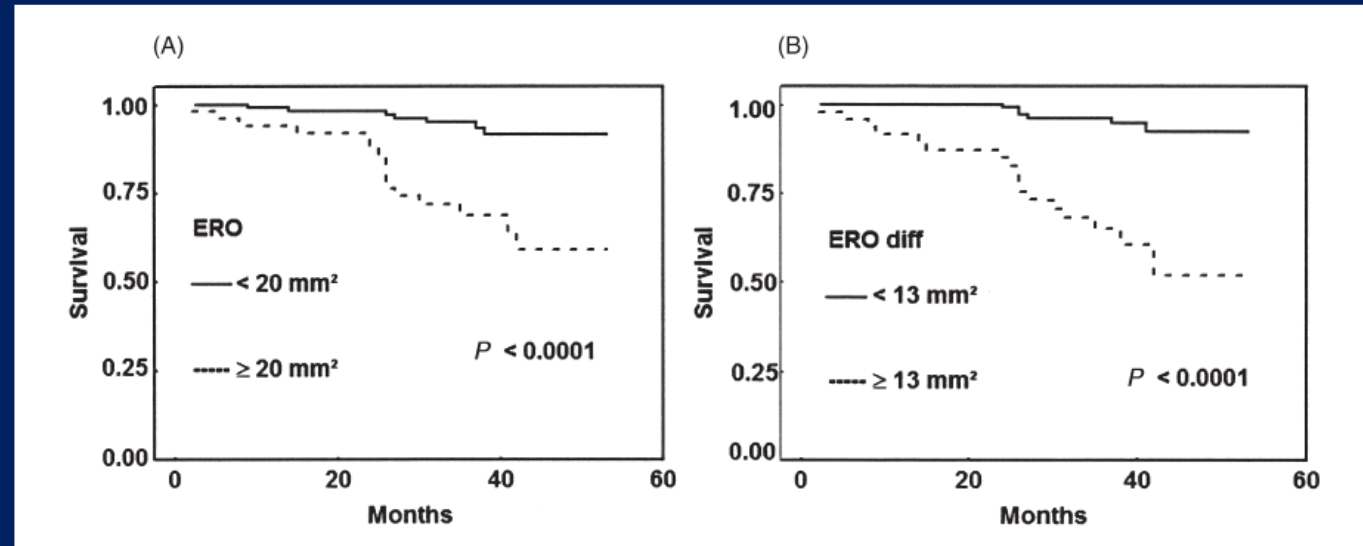 (A)
1.00
0.75
0.50
0.25
0.00
Survival
ERO
< 20 mm²
≥ 20 mm²
P < 0.0001
0 20 40 60
Months
(B)
1.00
0.75
0.50
0.25
0.00
Survival
ERO diff
< 13 mm²
≥ 13 mm²
P < 0.0001
0 20 40 60
Months